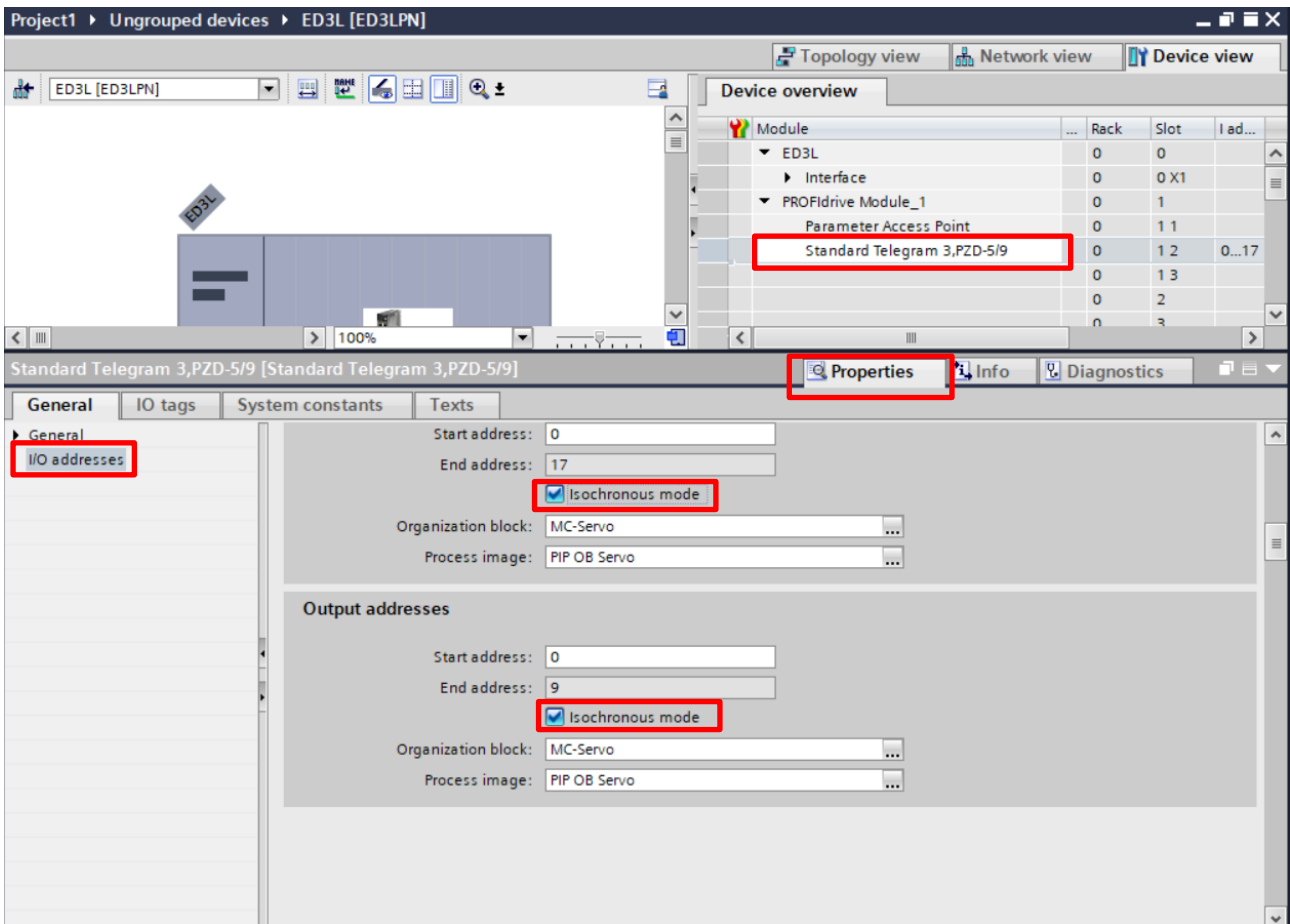 Project1 ▸ Ungrouped devices ▸ ED3L [ED3LPN]
Topology view Network view Device view
ED3L [ED3LPN]
Device overview
Module ... Rack Slot I ad...
ED3L 0 0
Interface 0 0 X1
PROFIdrive Module_1 0 1
Parameter Access Point 0 1 1
Standard Telegram 3,PZD-5/9 0 1 2 0...17
0 1 3
0 2
0 3
ED3L
100%
Standard Telegram 3,PZD-5/9 [Standard Telegram 3,PZD-5/9]
Properties Info Diagnostics
General IO tags System constants Texts
General
I/O addresses
Start address: 0
End address: 17
Isochronous mode
Organization block: MC-Servo ...
Process image: PIP OB Servo ...
Output addresses
Start address: 0
End address: 9
Isochronous mode
Organization block: MC-Servo ...
Process image: PIP OB Servo ...